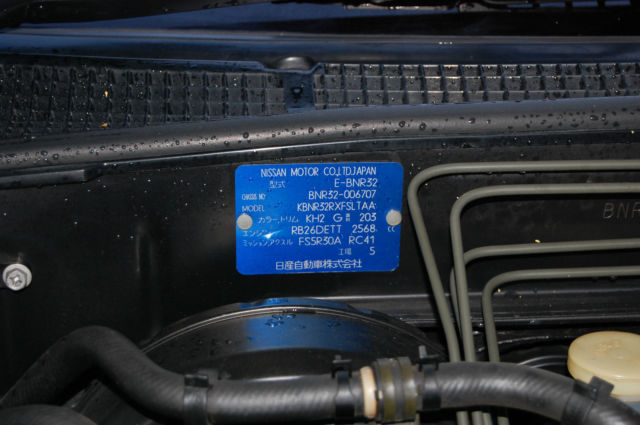 NISSAN MOTOR CO.,LTD.JAPAN
型式 E-BNR32
CHASSIS NO BNR32-006707
MODEL KBNR32RXFSLTAA
カラー,トリム KH2 G 203
エンジン RB26DETT 2568 cc
ミッション,アクスル FS5R30A RC41
工場 5
日産自動車株式会社
BNR